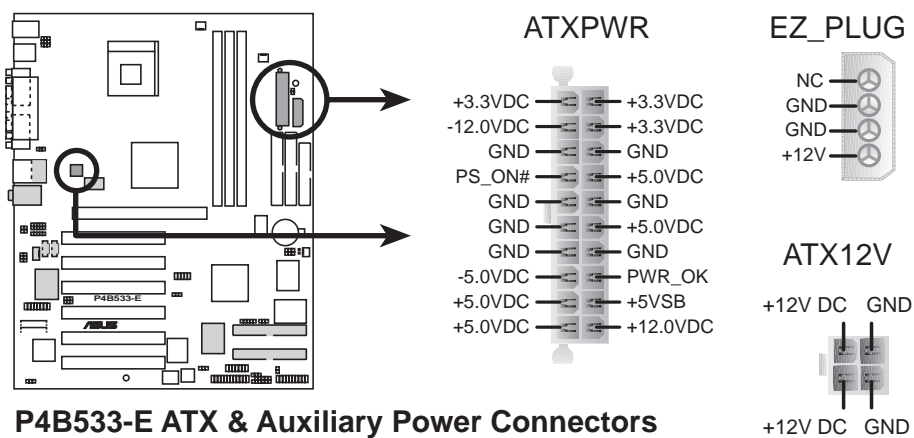 ATXPWR
+3.3VDC +3.3VDC
-12.0VDC +3.3VDC
GND GND
PS_ON# +5.0VDC
GND GND
GND +5.0VDC
GND GND
-5.0VDC PWR_OK
+5.0VDC +5VSB
+5.0VDC +12.0VDC
EZ_PLUG
NC
GND
GND
+12V
ATX12V
+12V DC GND
+12V DC GND
P4B533-E
ASUS
P4B533-E ATX & Auxiliary Power Connectors